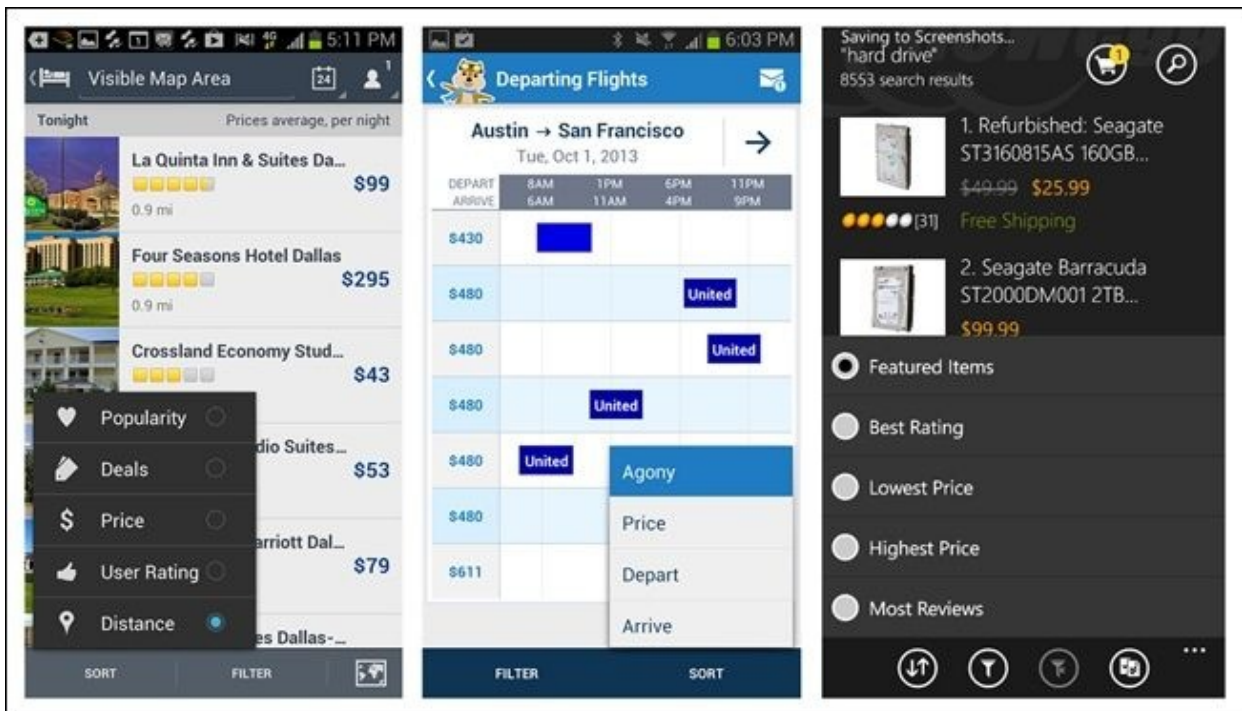 4G 5:11 PM
Visible Map Area
24
1
Tonight
Prices average, per night
La Quinta Inn & Suites Da...
$99
0.9 mi
Four Seasons Hotel Dallas
$295
0.9 mi
Crossland Economy Stud...
$43
dio Suites...
$53
arriott Dal...
$79
es Dallas-...
Popularity
Deals
Price
User Rating
Distance
SORT
FILTER
6:03 PM
Departing Flights
Austin → San Francisco
Tue, Oct 1, 2013
DEPART 8AM 1PM 6PM 11PM
ARRIVE 6AM 11AM 4PM 9PM
$430
$480 United
$480 United
$480 United
$480 United
$480
$611
Agony
Price
Depart
Arrive
FILTER
SORT
Saving to Screenshots...
"hard drive"
8553 search results
1
1. Refurbished: Seagate
ST3160815AS 160GB...
$49.99 $25.99
[31] Free Shipping
2. Seagate Barracuda
ST2000DM001 2TB...
$99.99
Featured Items
Best Rating
Lowest Price
Highest Price
Most Reviews